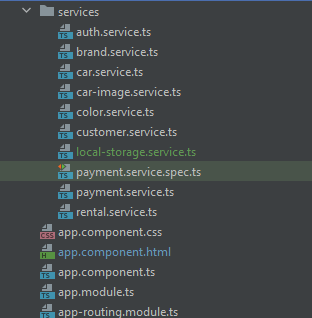 services
auth.service.ts
brand.service.ts
car.service.ts
car-image.service.ts
color.service.ts
customer.service.ts
local-storage.service.ts
payment.service.spec.ts
payment.service.ts
rental.service.ts
app.component.css
app.component.html
app.component.ts
app.module.ts
app-routing.module.ts